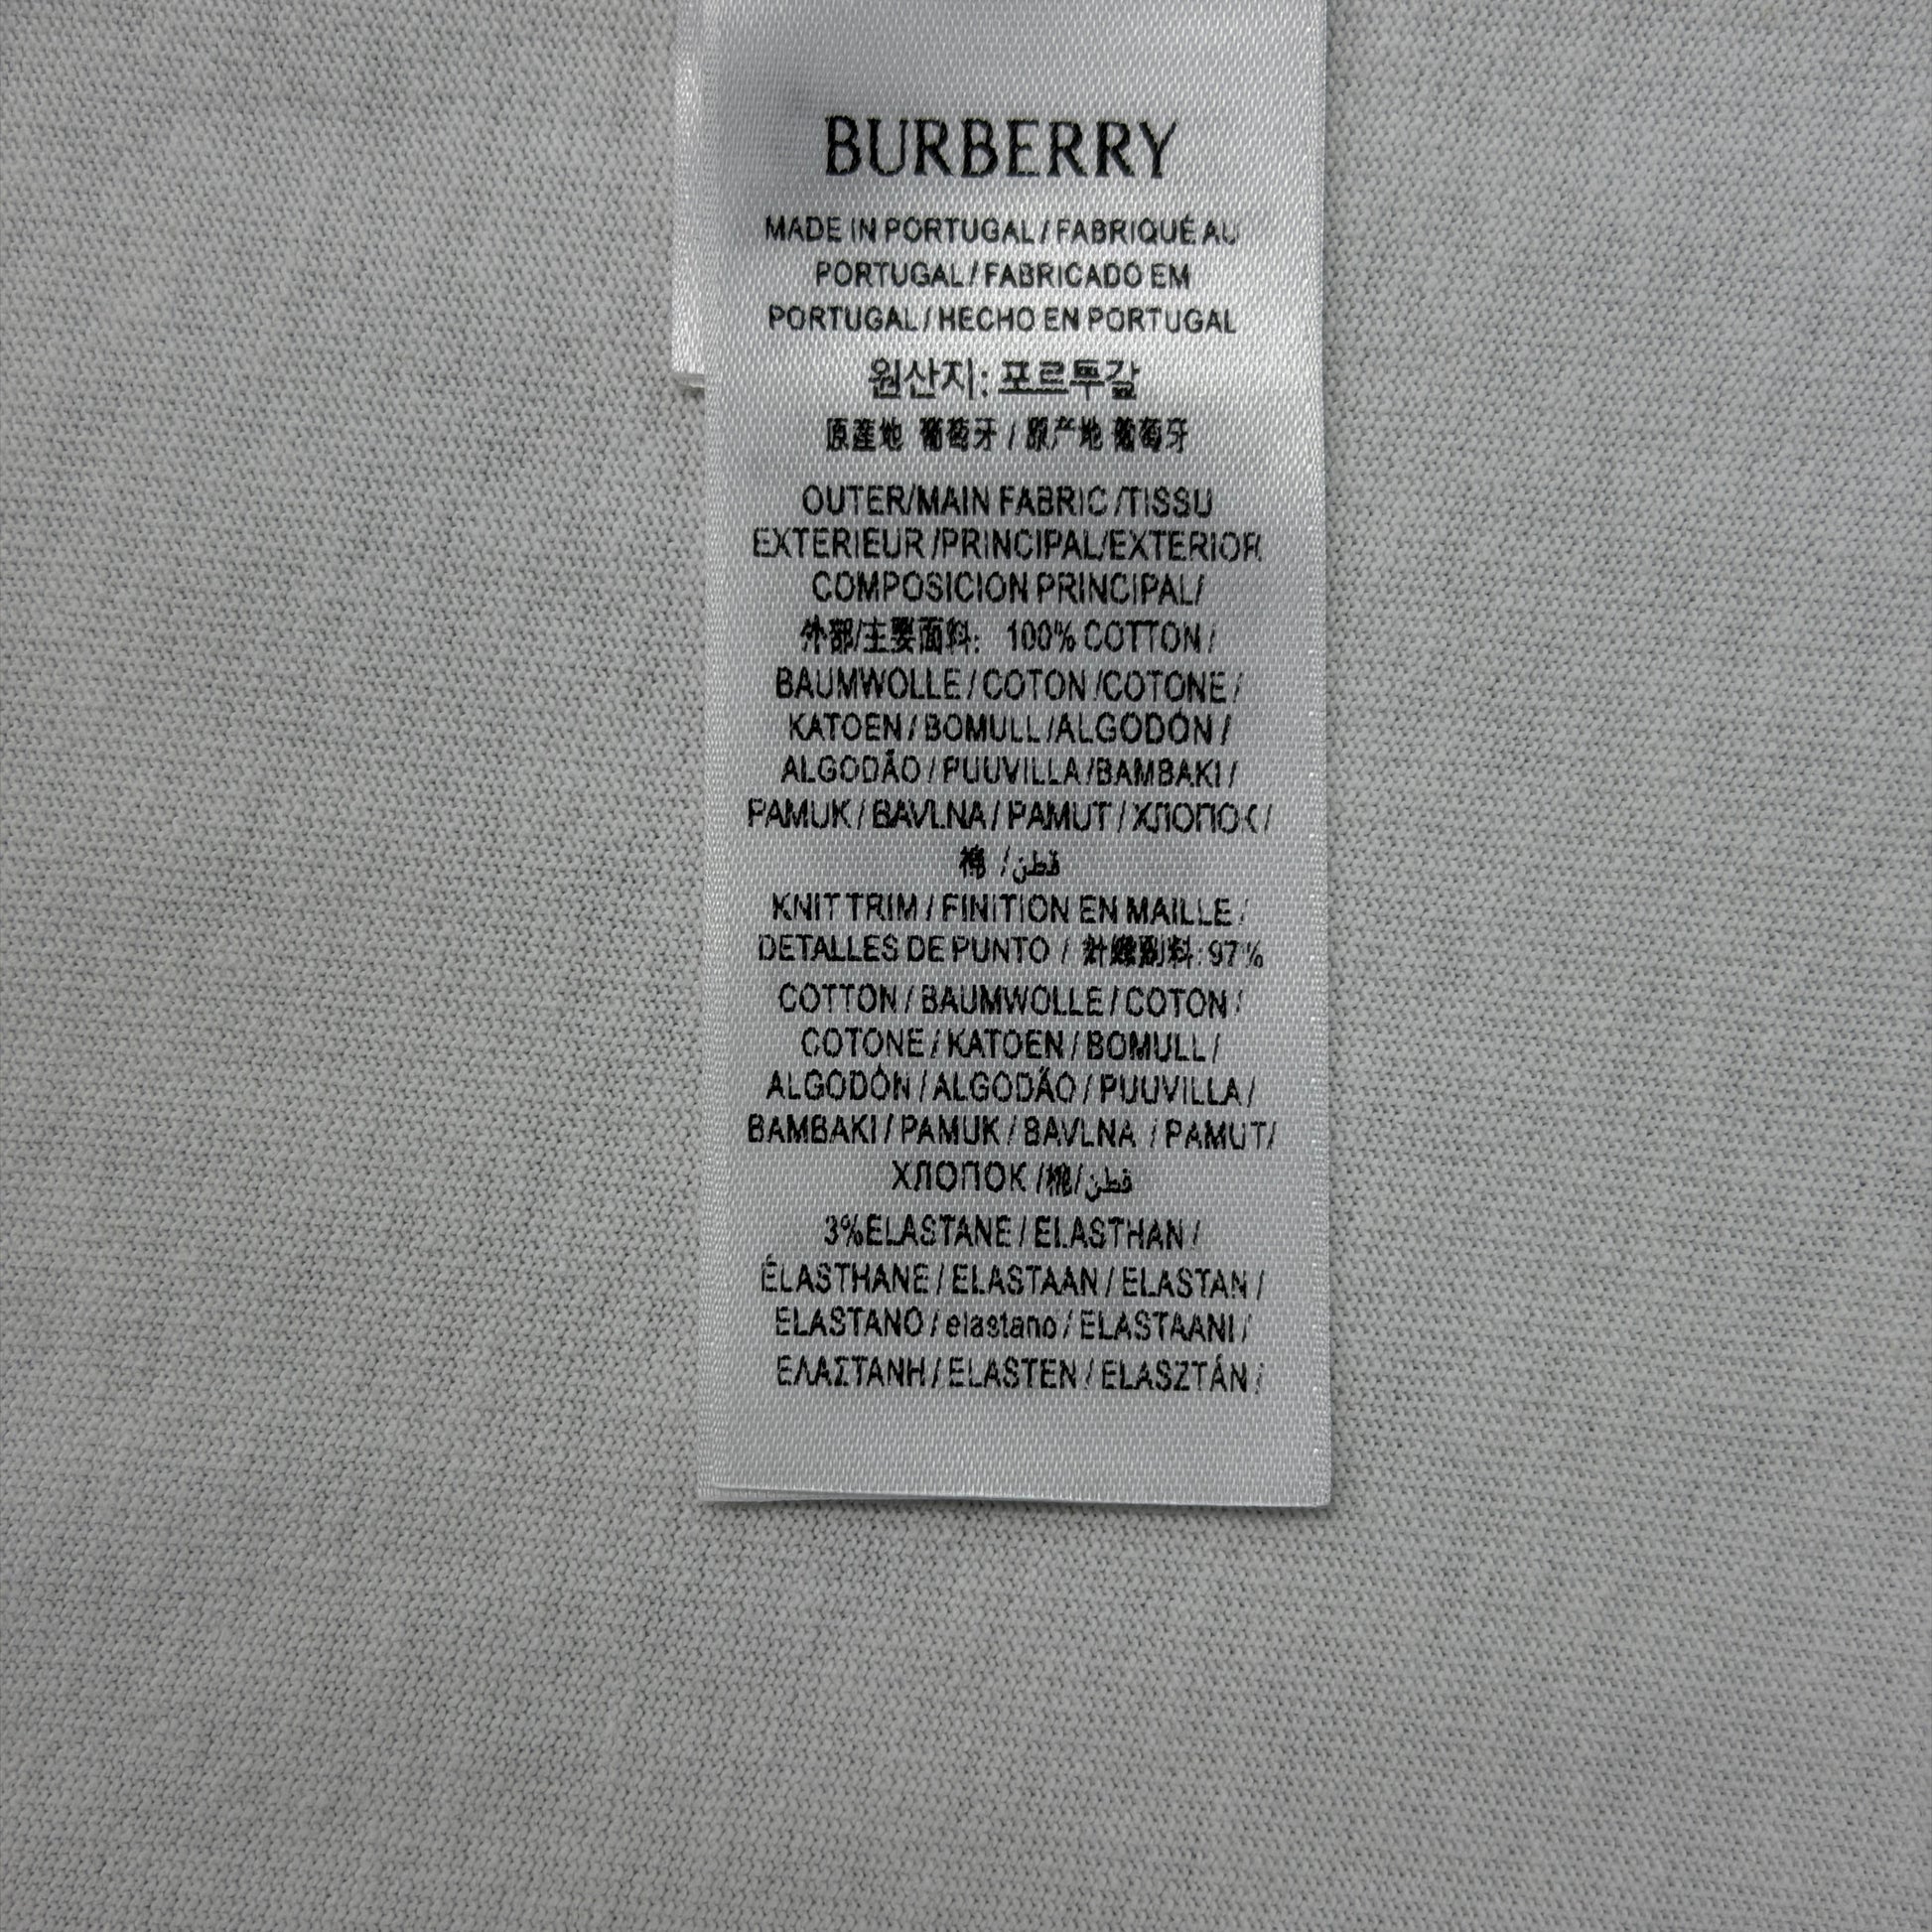 BURBERRY
MADE IN PORTUGAL / FABRIQUÉ AU
PORTUGAL / FABRICADO EM
PORTUGAL / HECHO EN PORTUGAL
원산지: 포르투갈
原産地 葡萄牙 / 原产地 葡萄牙
OUTER/MAIN FABRIC /TISSU
EXTERIEUR /PRINCIPAL/EXTERIOR
COMPOSICION PRINCIPAL/
外部/主要面料: 100% COTTON /
BAUMWOLLE / COTON /COTONE /
KATOEN / BOMULL /ALGODÓN /
ALGODÃO / PUUVILLA /BAMBAKI /
PAMUK / BAVLNA / PAMUT / ХЛОПОК /
棉 /قطن
KNIT TRIM / FINITION EN MAILLE /
DETALLES DE PUNTO / 料: 97%
COTTON / BAUMWOLLE / COTON /
COTONE / KATOEN / BOMULL /
ALGODÓN / ALGODÃO / PUUVILLA /
BAMBAKI / PAMUK / BAVLNA / PAMUT/
ХЛОПОК /棉/قطن
3%ELASTANE / ELASTHAN /
ÉLASTHANE / ELASTAAN / ELASTAN /
ELASTANO / elastano / ELASTAANI /
ΕΛΑΣΤΑΝΗ / ELASTEN / ELASZTÁN /